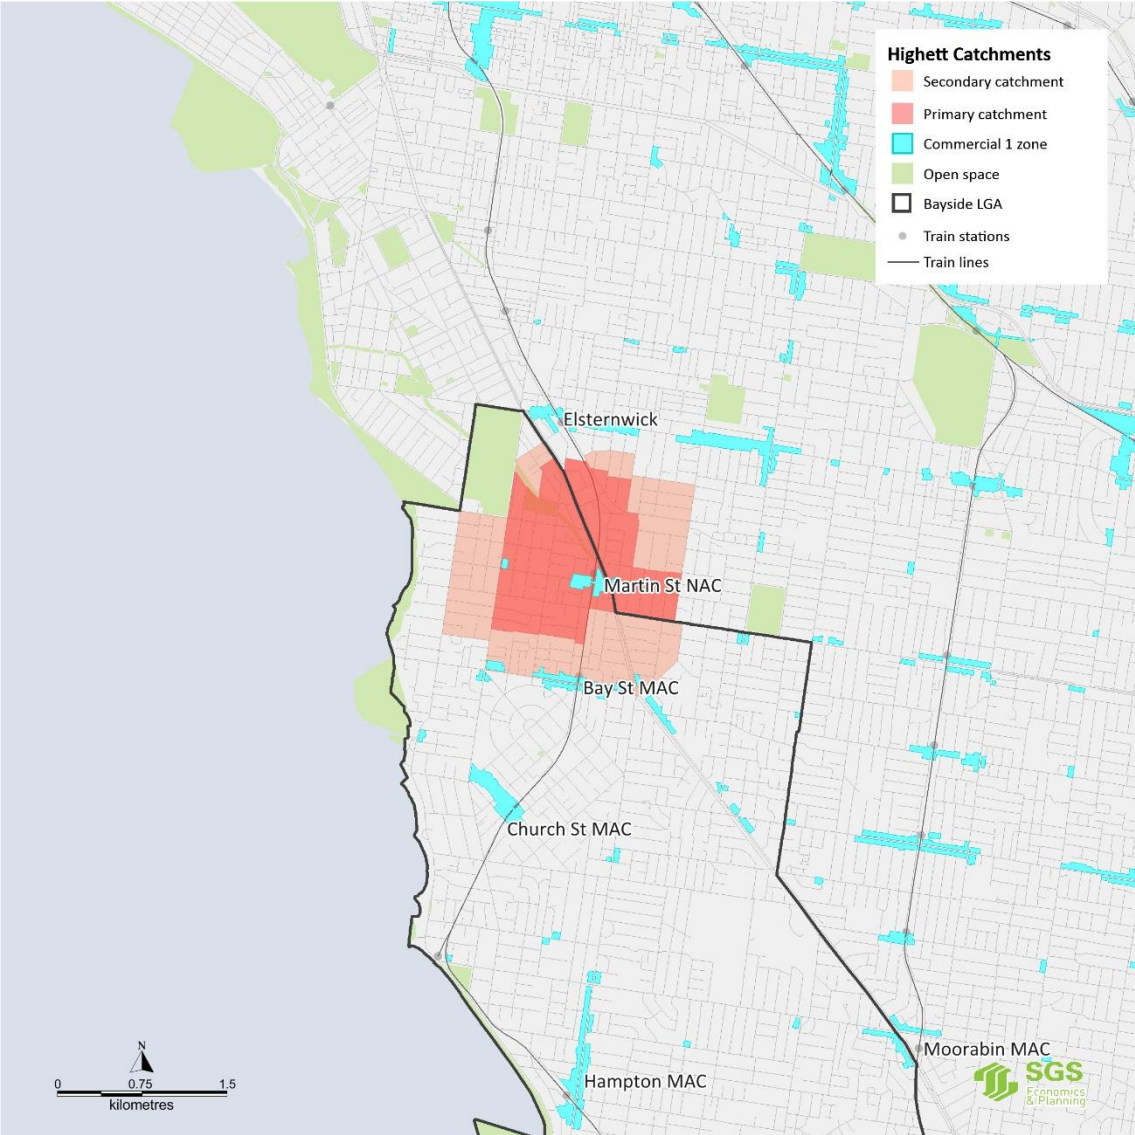 Highett Catchments
Secondary catchment
Primary catchment
Commercial 1 zone
Open space
Bayside LGA
Train stations
Train lines
Elsternwick
Martin St NAC
Bay St MAC
Church St MAC
Moorabin MAC
Hampton MAC
N
0 0.75 1.5
kilometres
SGS
Economics
& Planning